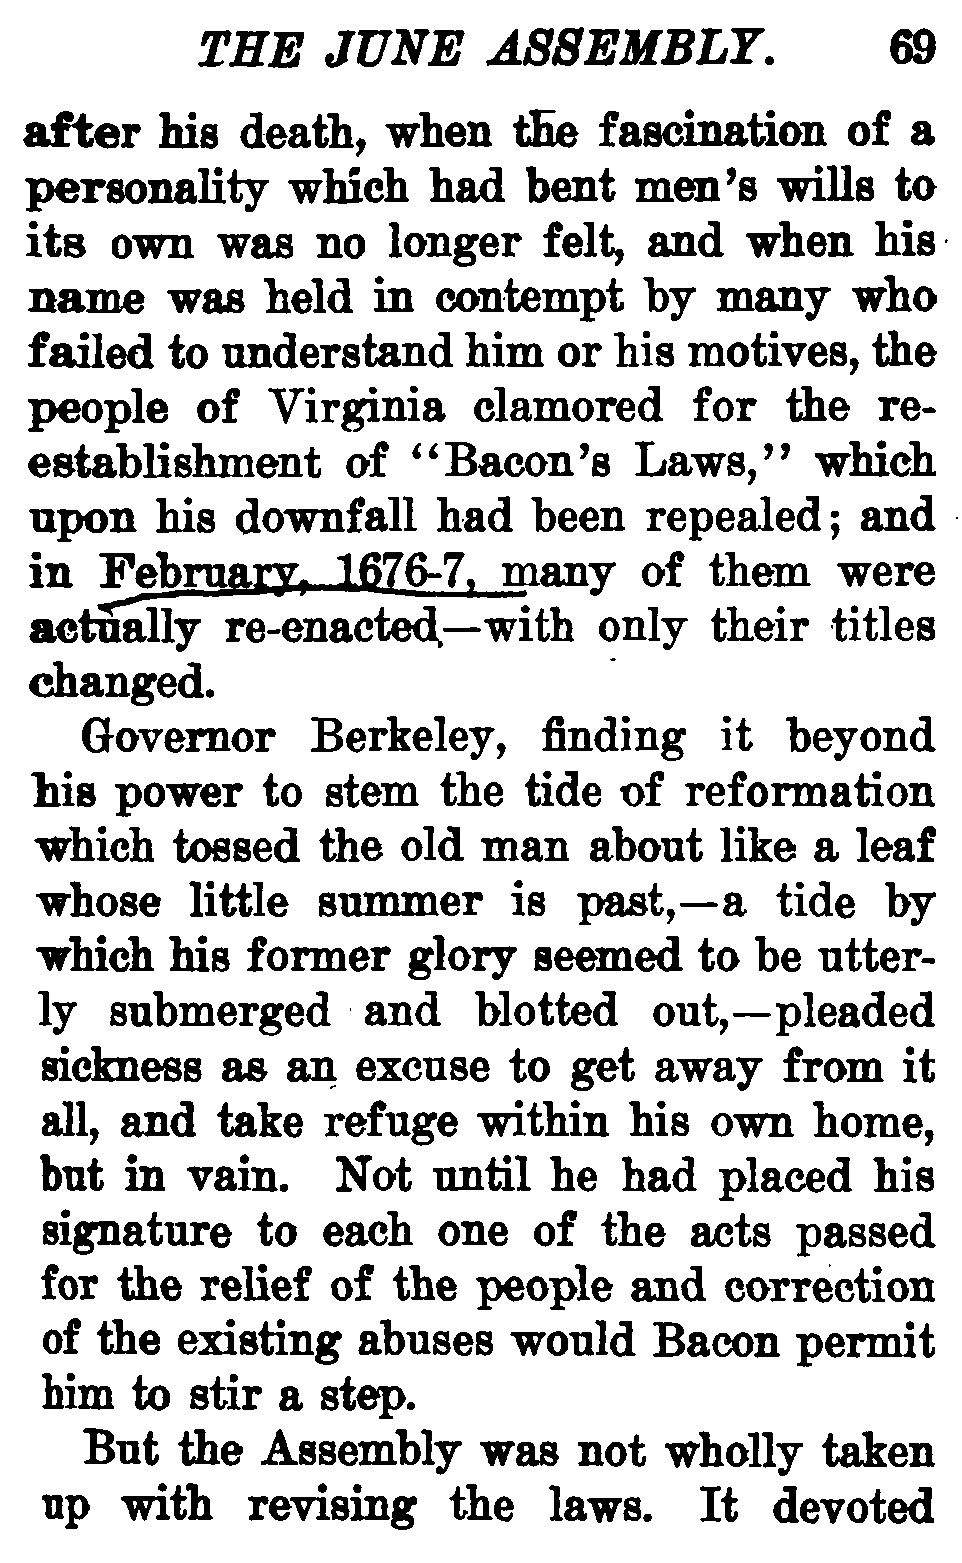 THE JUNE ASSEMBLY. 69
after his death, when the fascination of a
personality which had bent men's wills to
its own was no longer felt, and when his
name was held in contempt by many who
failed to understand him or his motives, the
people of Virginia clamored for the re-
establishment of "Bacon's Laws," which
upon his downfall had been repealed; and
in February, 1676-7, many of them were
actually re-enacted,—with only their titles
changed.
Governor Berkeley, finding it beyond
his power to stem the tide of reformation
which tossed the old man about like a leaf
whose little summer is past,—a tide by
which his former glory seemed to be utter-
ly submerged and blotted out,—pleaded
sickness as an excuse to get away from it
all, and take refuge within his own home,
but in vain. Not until he had placed his
signature to each one of the acts passed
for the relief of the people and correction
of the existing abuses would Bacon permit
him to stir a step.
But the Assembly was not wholly taken
up with revising the laws. It devoted